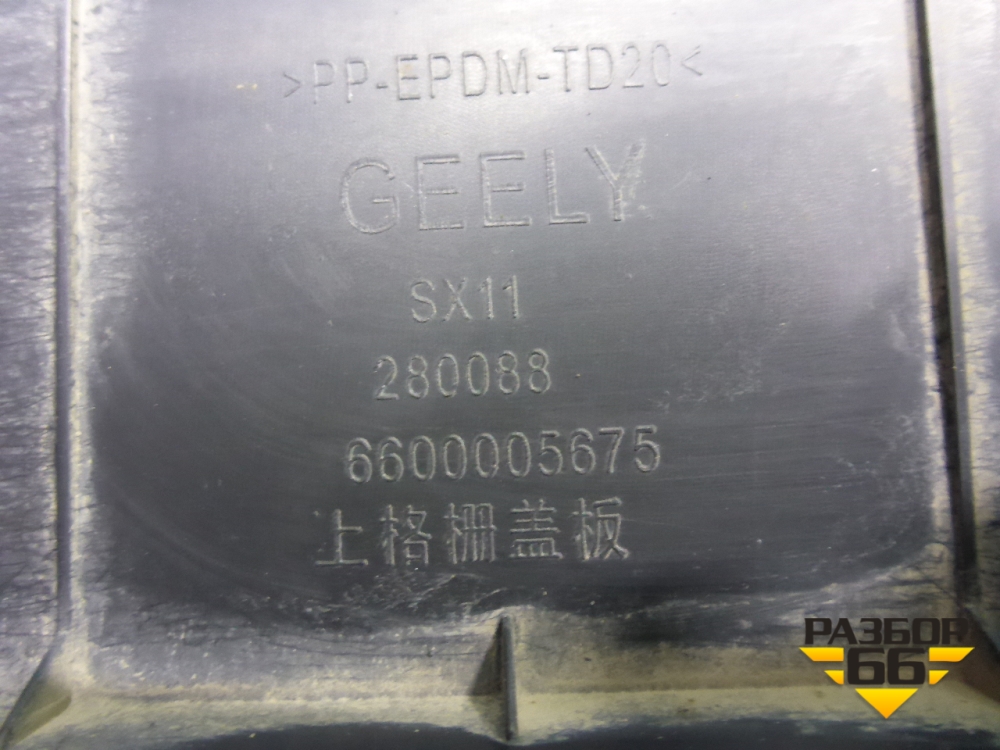 >PP-EPDM-TD20<
GEELY
SX11
280088
6600005675
上格栅盖板
РАЗБОР
66